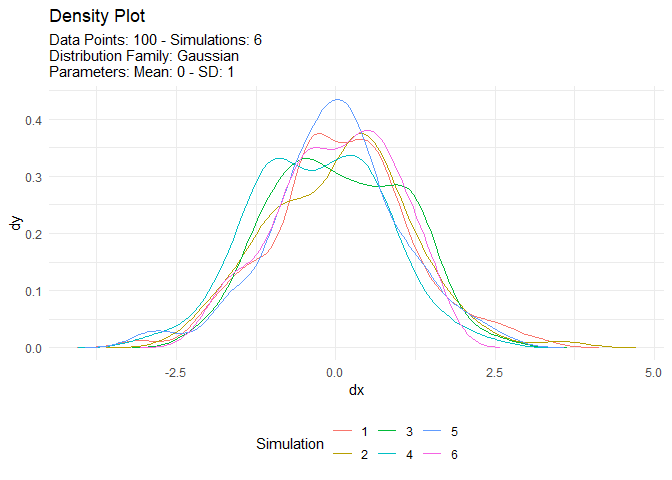 Density Plot
Data Points: 100 - Simulations: 6
Distribution Family: Gaussian
Parameters: Mean: 0 - SD: 1
0.4
0.3
0.2
0.1
0.0
dy
-2.5 0.0 2.5 5.0
dx
Simulation
1 3 5
2 4 6